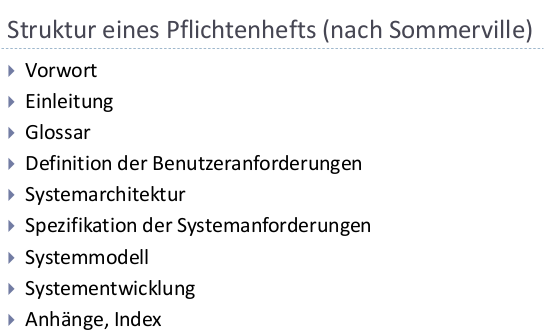 Struktur eines Pflichtenhefts (nach Sommerville)
Vorwort
Einleitung
Glossar
Definition der Benutzeranforderungen
Systemarchitektur
Spezifikation der Systemanforderungen
Systemmodell
Systementwicklung
Anhänge, Index